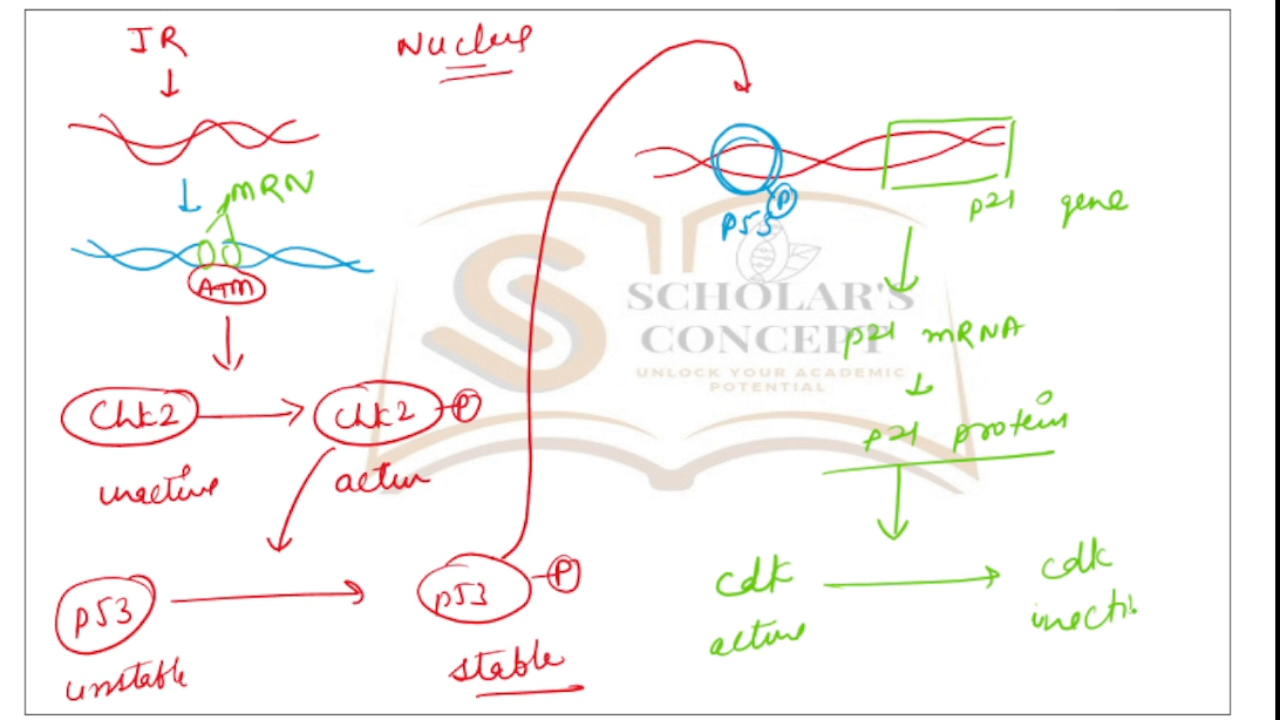 IR
Nucleus
MRN
ATM
Chk2
Chk2
P
inactive
active
p53
unstable
p53
P
stable
P
p53
p21 gene
SCHOLAR'S
CONCEPT
UNLOCK YOUR ACADEMIC
POTENTIAL
p21 mRNA
p21 protein
cdk
active
cdk
inacti